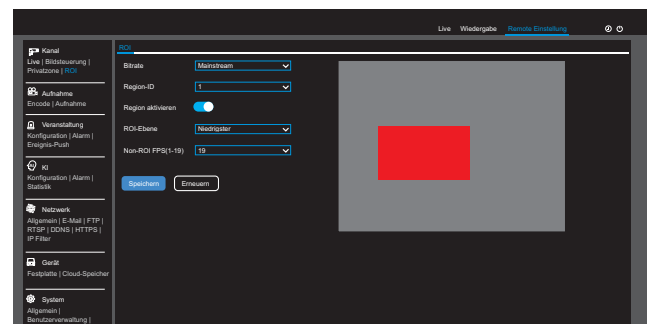 Live Wiedergabe Remote Einstellung
Kanal
Live | Bildsteuerung |
Privatzone | ROI
Aufnahme
Encode | Aufnahme
Veranstaltung
Konfiguration | Alarm |
Ereignis-Push
KI
Konfiguration | Alarm |
Statistik
Netzwerk
Allgemein | E-Mail | FTP |
RTSP | DDNS | HTTPS |
IP Filter
Gerät
Festplatte | Cloud-Speicher
System
Allgemein |
Benutzerverwaltung |
ROI
Bitrate Mainstream
Region-ID 1
Region aktivieren
ROI-Ebene Niedrigster
Non-ROI FPS(1-19) 19
Speichern Erneuern